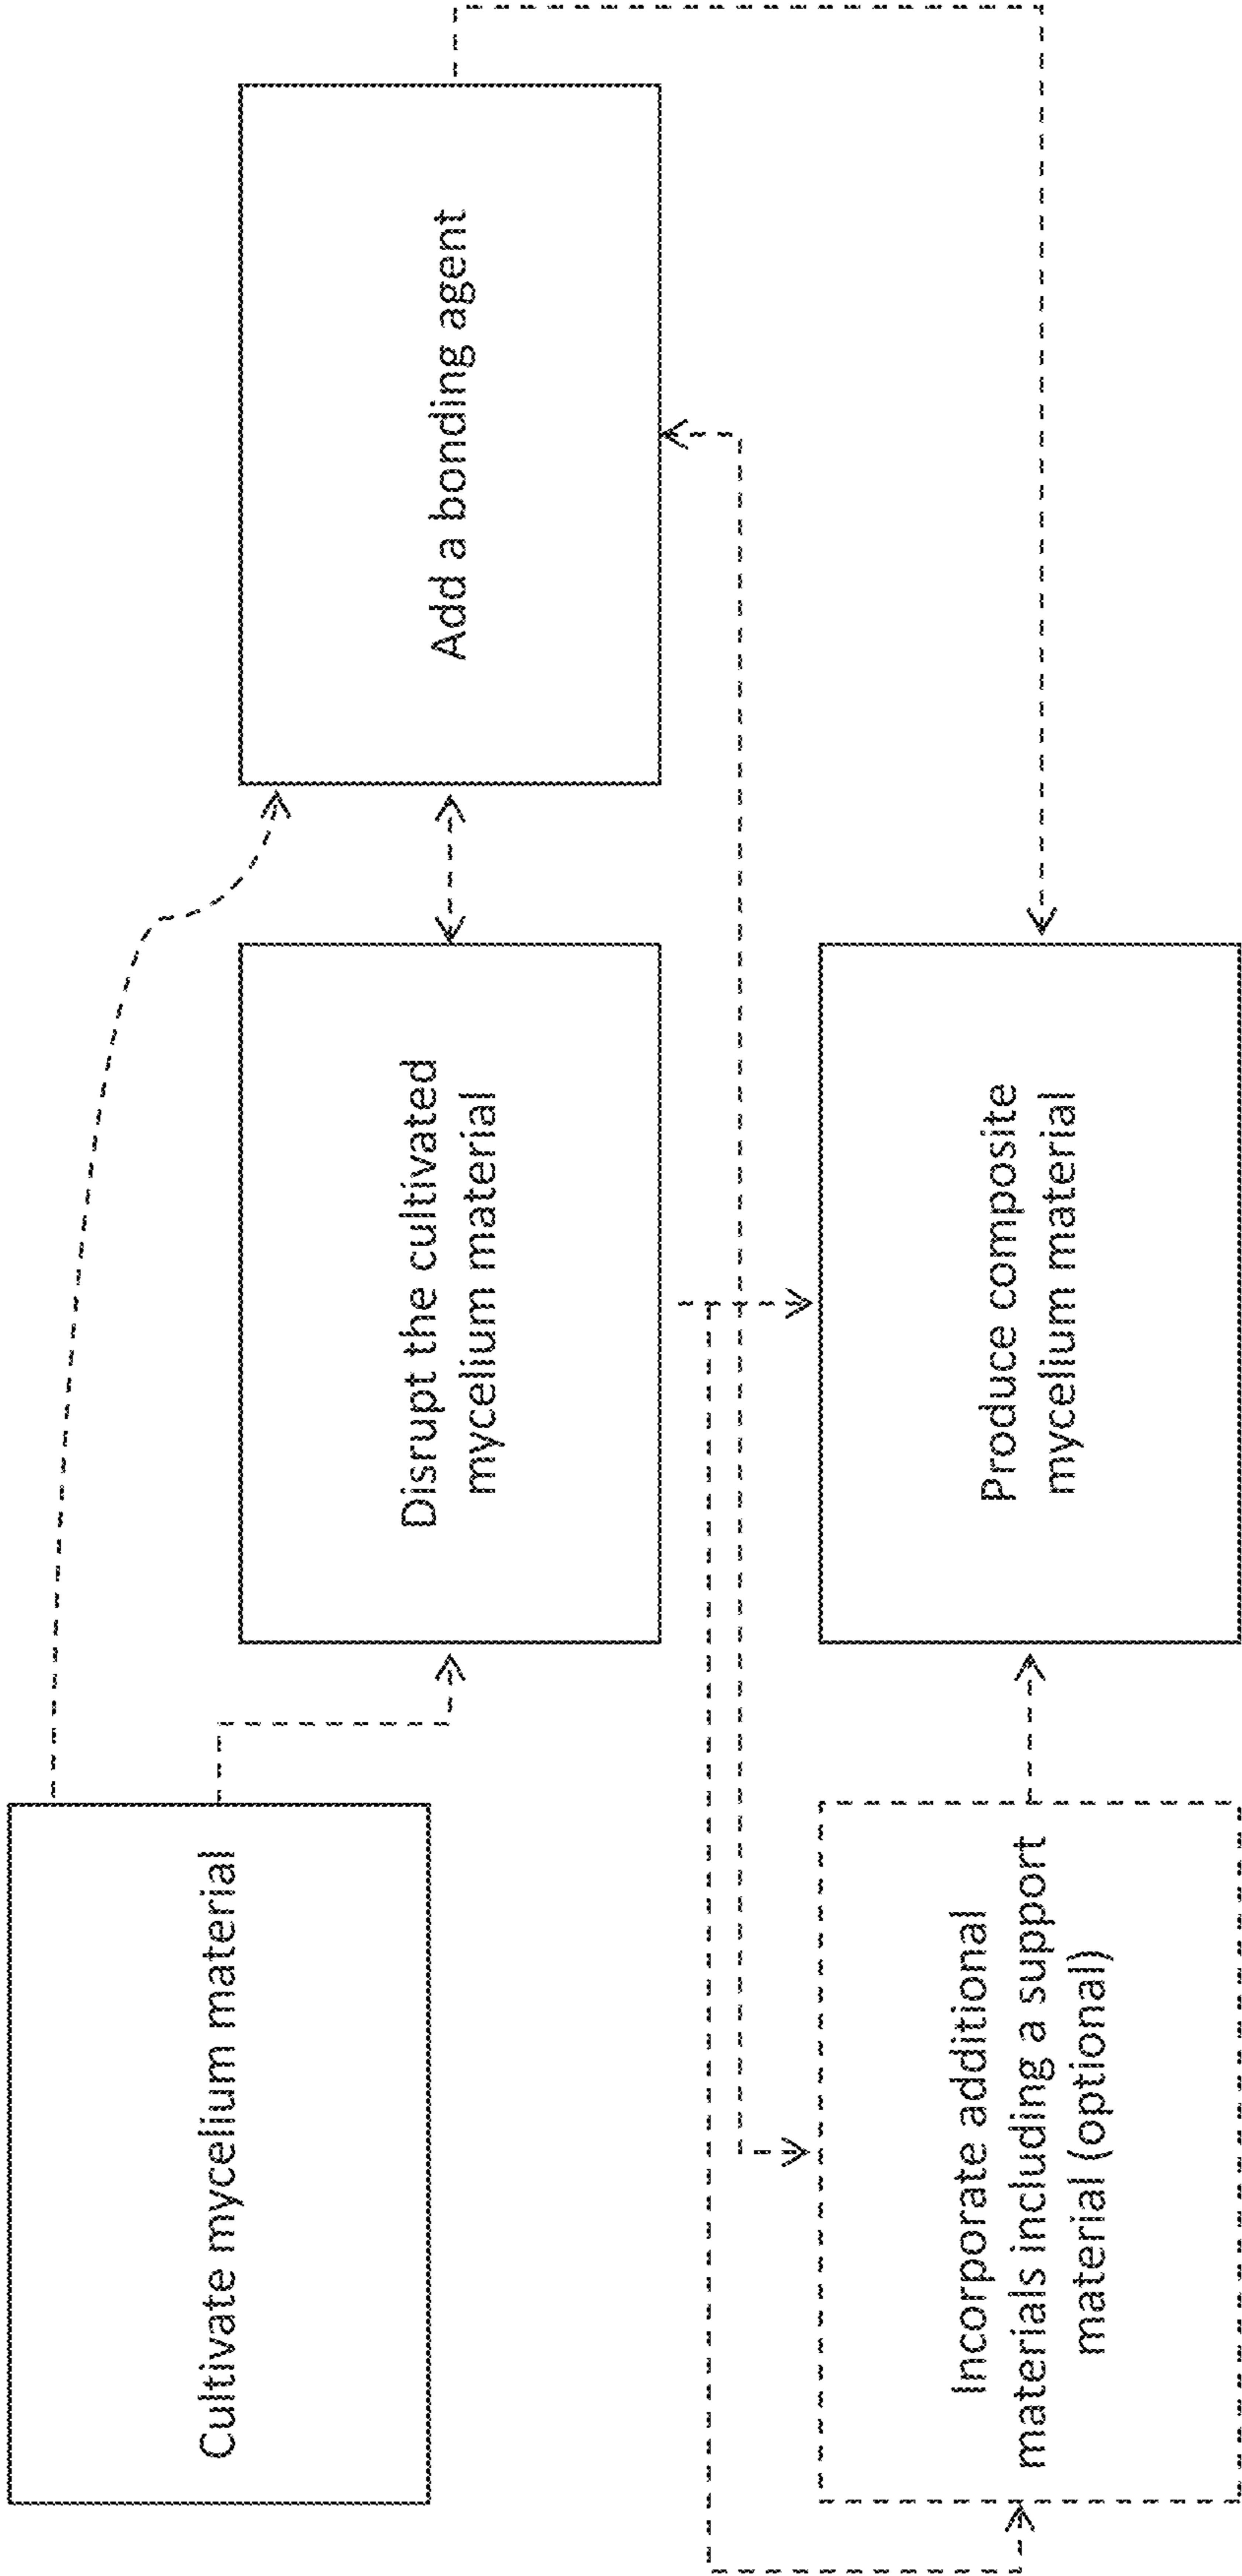 Cultivate mycelium material
Disrupt the cultivated
mycelium material
Add a bonding agent
Incorporate additional
materials including a support
material (optional)
Produce composite
mycelium material